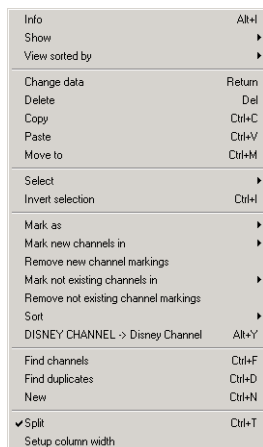 Info Alt+I
Show
View sorted by
Change data Return
Delete Del
Copy Ctrl+C
Paste Ctrl+V
Move to Ctrl+M
Select
Invert selection Ctrl+I
Mark as
Mark new channels in
Remove new channel markings
Mark not existing channels in
Remove not existing channel markings
Sort
DISNEY CHANNEL -> Disney Channel Alt+Y
Find channels Ctrl+F
Find duplicates Ctrl+D
New Ctrl+N
Split Ctrl+T
Setup column width